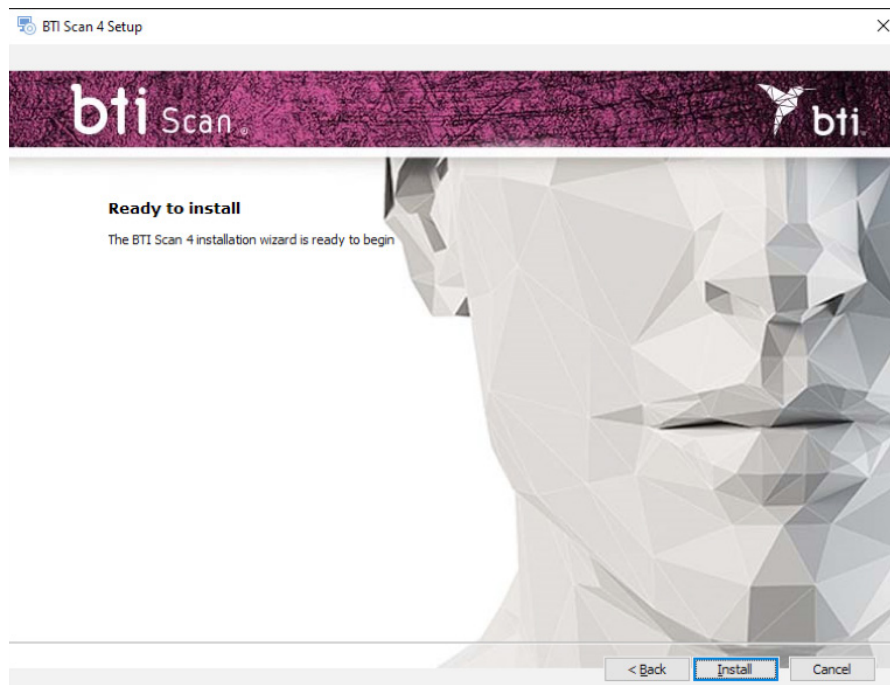 BTI Scan 4 Setup
bti Scan®
bti
Ready to install
The BTI Scan 4 installation wizard is ready to begin
< Back Install Cancel